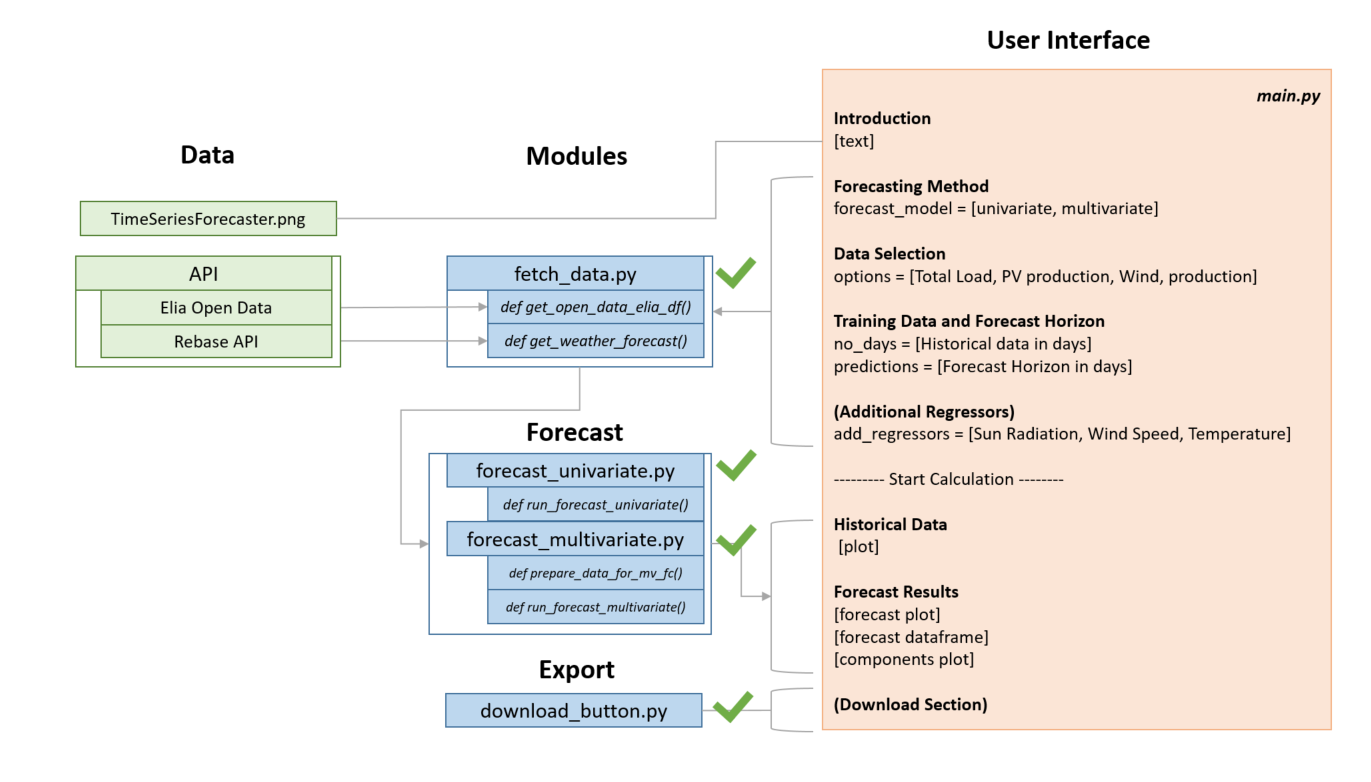 User Interface
main.py
Introduction
[text]
Forecasting Method
forecast_model = [univariate, multivariate]
Data Selection
options = [Total Load, PV production, Wind, production]
Training Data and Forecast Horizon
no_days = [Historical data in days]
predictions = [Forecast Horizon in days]
(Additional Regressors)
add_regressors = [Sun Radiation, Wind Speed, Temperature]
--------- Start Calculation --------
Historical Data
[plot]
Forecast Results
[forecast plot]
[forecast dataframe]
[components plot]
(Download Section)
Data
TimeSeriesForecaster.png
API
Elia Open Data
Rebase API
Modules
fetch_data.py
def get_open_data_elia_df()
def get_weather_forecast()
Forecast
forecast_univariate.py
def run_forecast_univariate()
forecast_multivariate.py
def prepare_data_for_mv_fc()
def run_forecast_multivariate()
Export
download_button.py